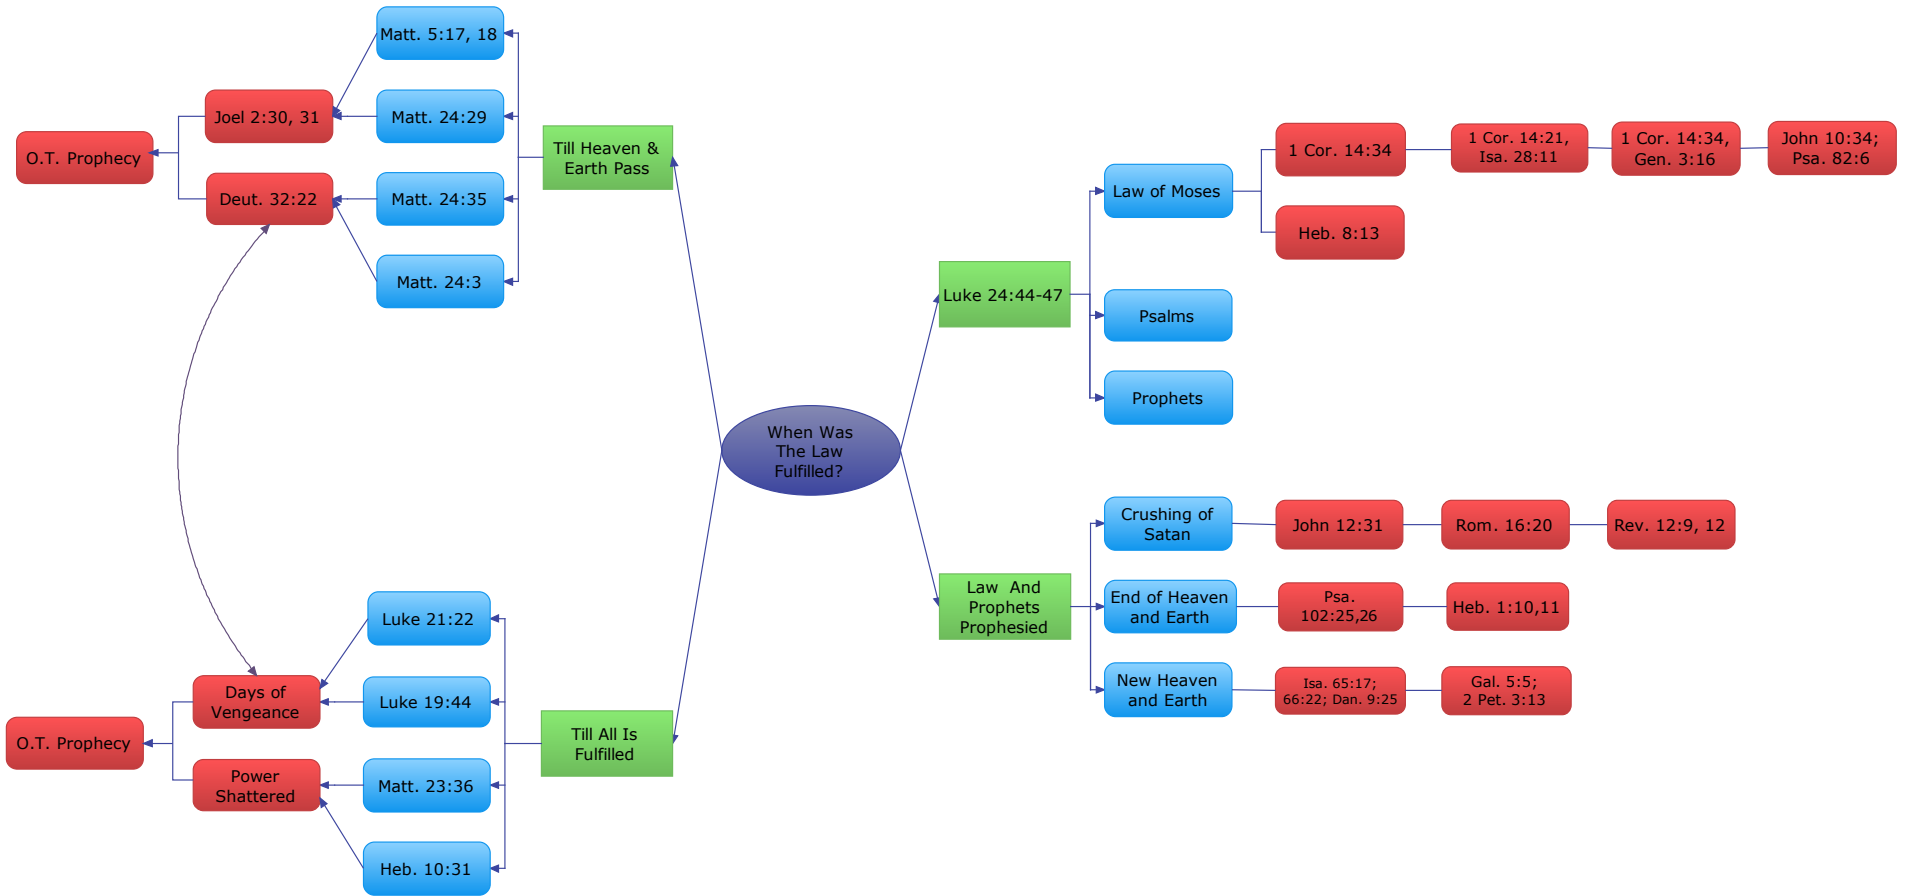 Matt. 5:17, 18
Joel 2:30, 31
Matt. 24:29
O.T. Prophecy
Till Heaven &
Earth Pass
Deut. 32:22
Matt. 24:35
Matt. 24:3
When Was
The Law
Fulfilled?
Luke 24:44-47
Law of Moses
1 Cor. 14:34
1 Cor. 14:21,
Isa. 28:11
1 Cor. 14:34,
Gen. 3:16
John 10:34;
Psa. 82:6
Heb. 8:13
Psalms
Prophets
Law And
Prophets
Prophesied
Crushing of
Satan
John 12:31
Rom. 16:20
Rev. 12:9, 12
End of Heaven
and Earth
Psa.
102:25,26
Heb. 1:10,11
New Heaven
and Earth
Isa. 65:17;
66:22; Dan. 9:25
Gal. 5:5;
2 Pet. 3:13
Luke 21:22
Days of
Vengeance
Luke 19:44
O.T. Prophecy
Till All Is
Fulfilled
Power
Shattered
Matt. 23:36
Heb. 10:31